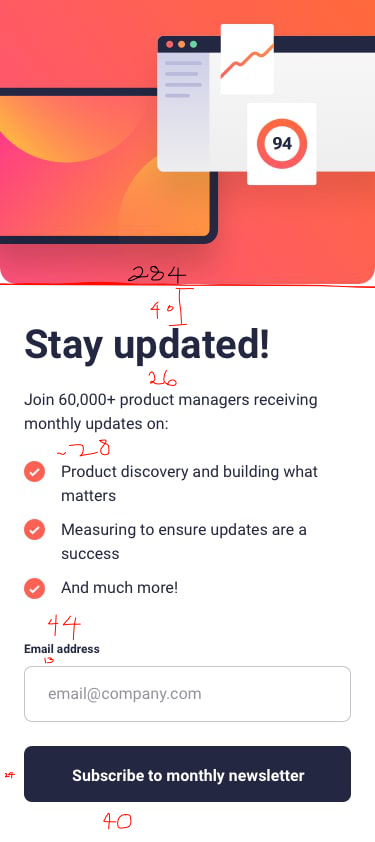 94
284
40
Stay updated!
26
Join 60,000+ product managers receiving
monthly updates on:
~28
Product discovery and building what
matters
Measuring to ensure updates are a
success
And much more!
44
Email address
13
email@company.com
24
Subscribe to monthly newsletter
40